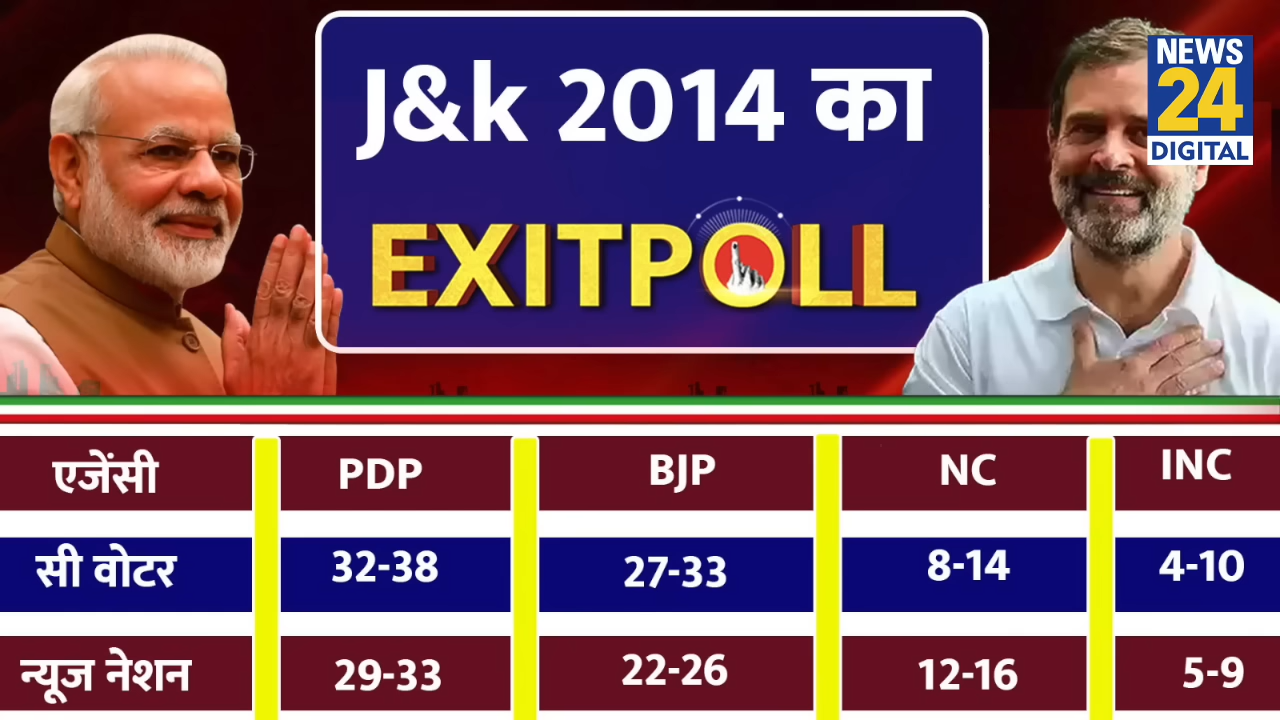 J&k 2014 का
EXITPOLL
NEWS
24
DIGITAL
एजेंसी PDP BJP NC INC
सी वोटर 32-38 27-33 8-14 4-10
न्यूज नेशन 29-33 22-26 12-16 5-9